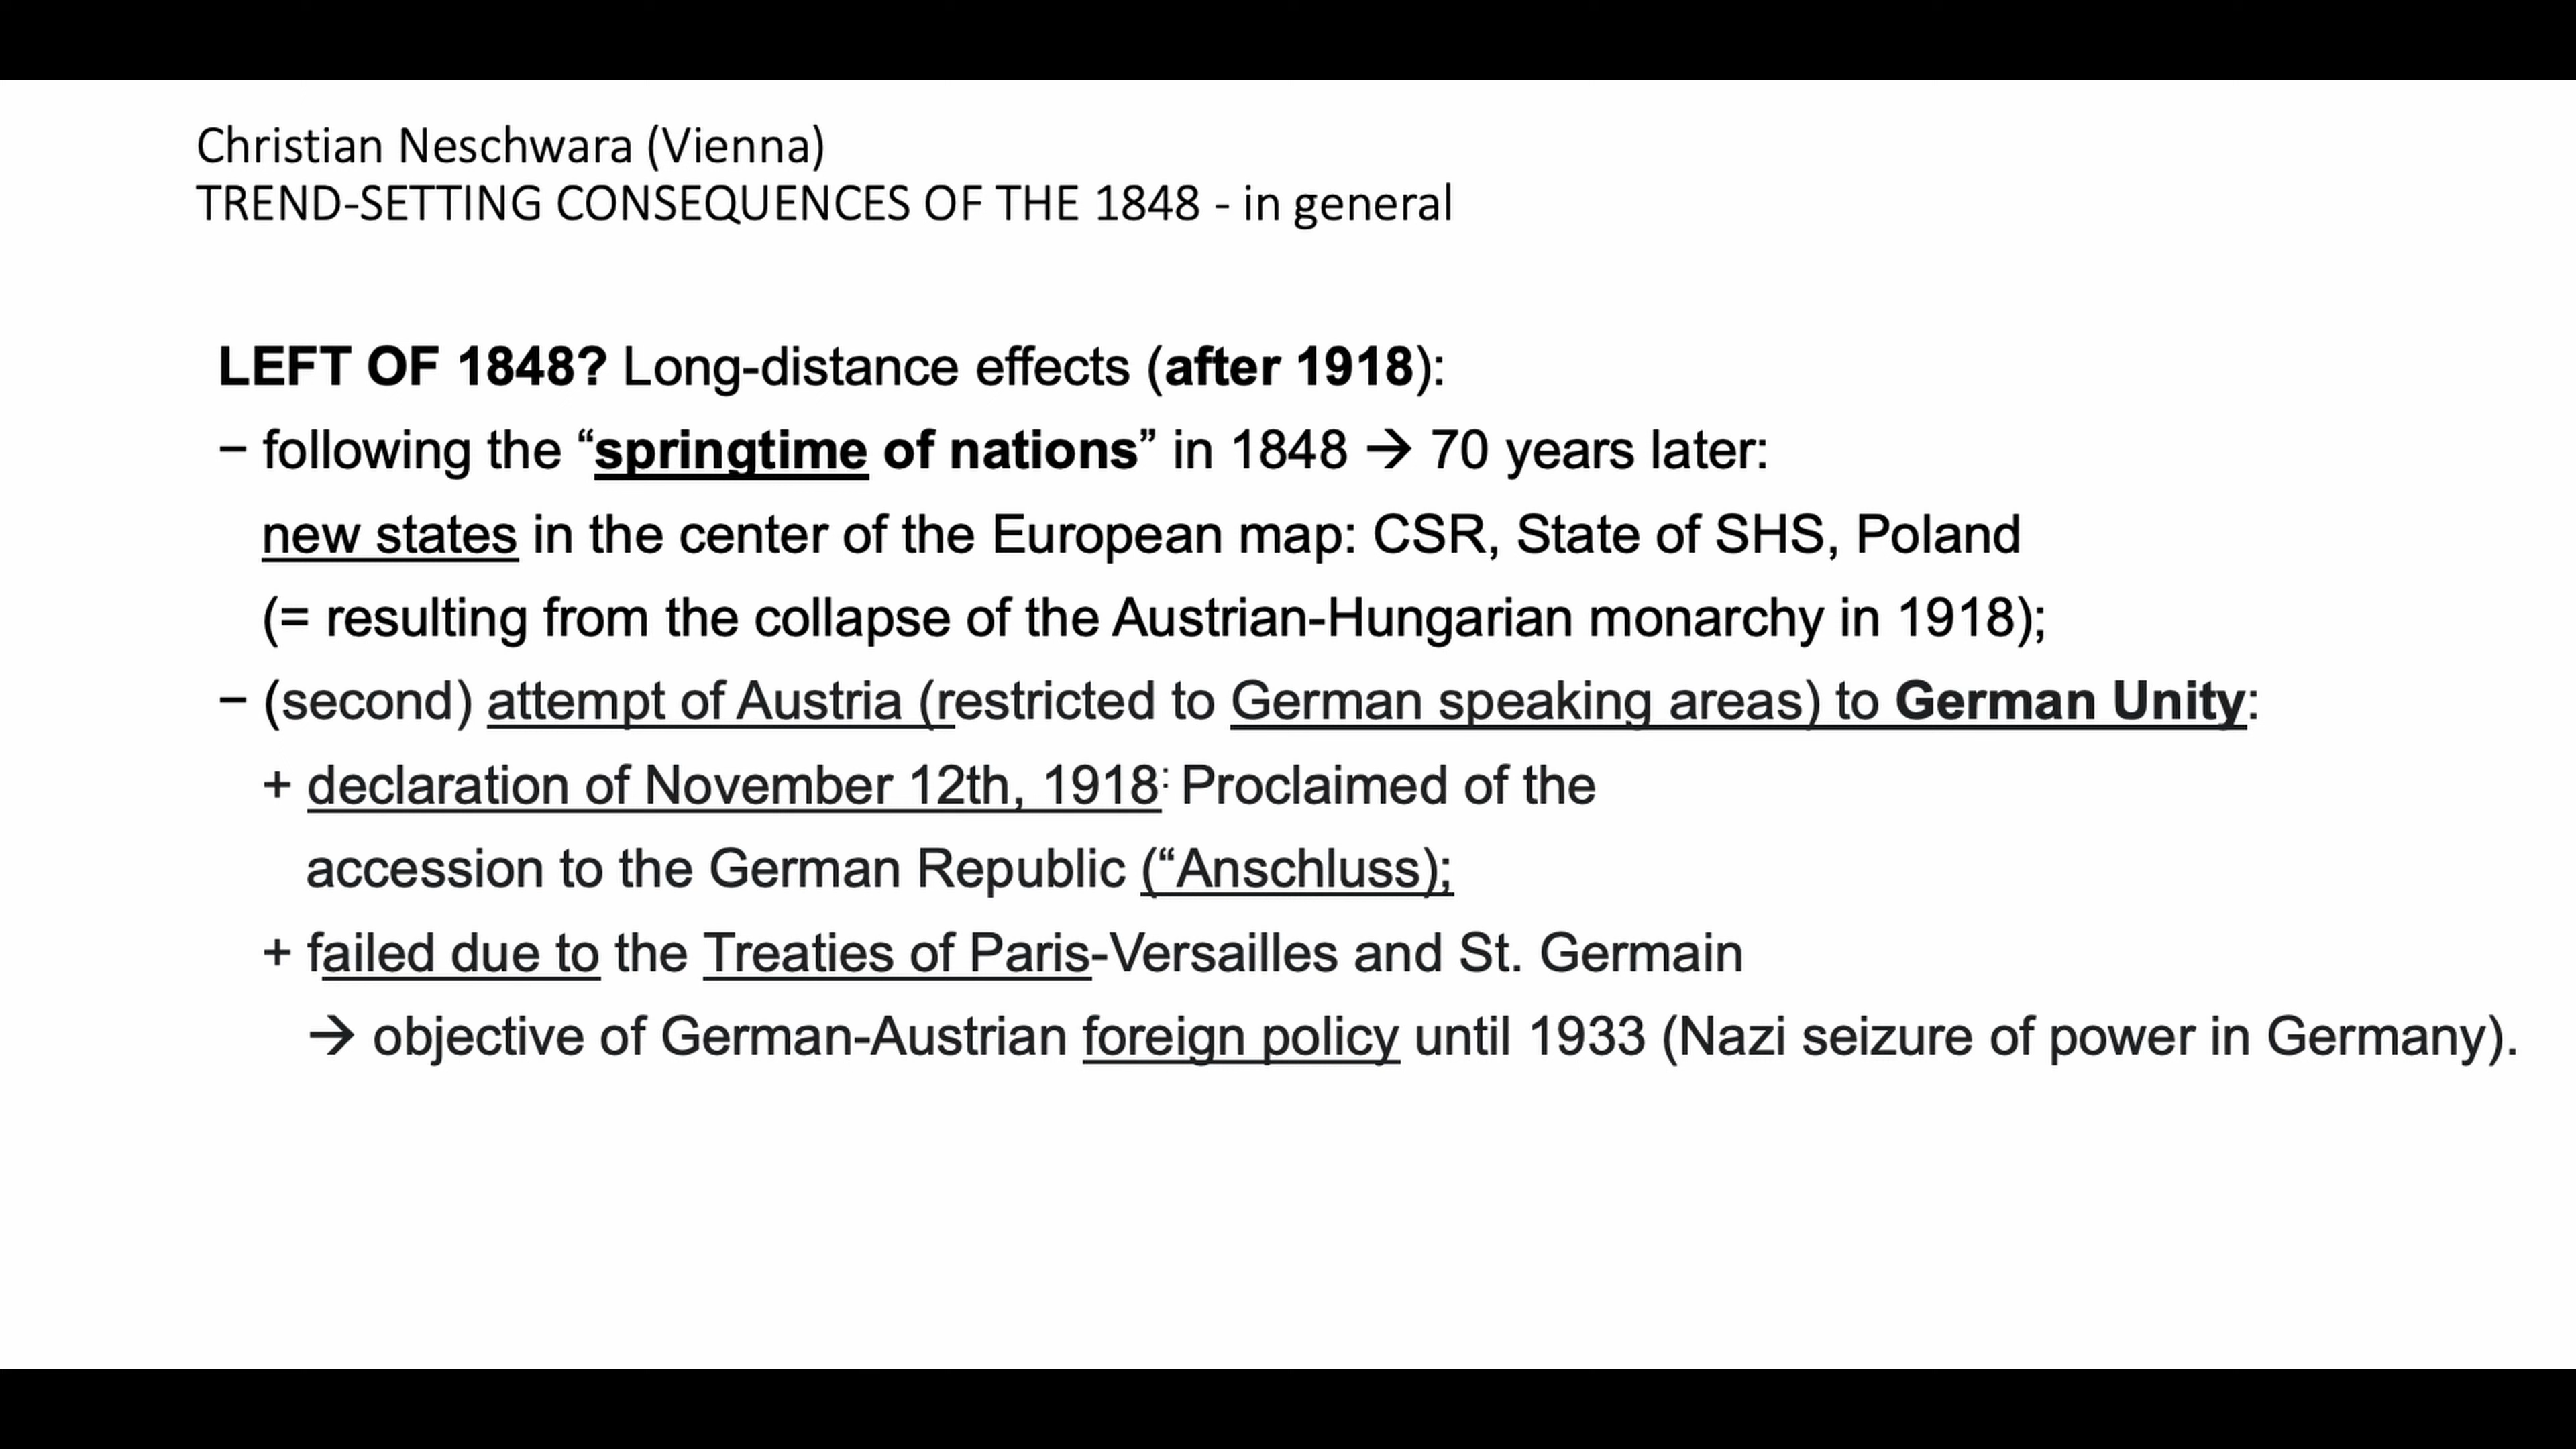 Christian Neschwara (Vienna)
TREND-SETTING CONSEQUENCES OF THE 1848 - in general
LEFT OF 1848? Long-distance effects (after 1918):
− following the “springtime of nations” in 1848 → 70 years later:
new states in the center of the European map: CSR, State of SHS, Poland
(= resulting from the collapse of the Austrian-Hungarian monarchy in 1918);
− (second) attempt of Austria (restricted to German speaking areas) to German Unity:
+ declaration of November 12th, 1918: Proclaimed of the
accession to the German Republic (“Anschluss);
+ failed due to the Treaties of Paris-Versailles and St. Germain
→ objective of German-Austrian foreign policy until 1933 (Nazi seizure of power in Germany).